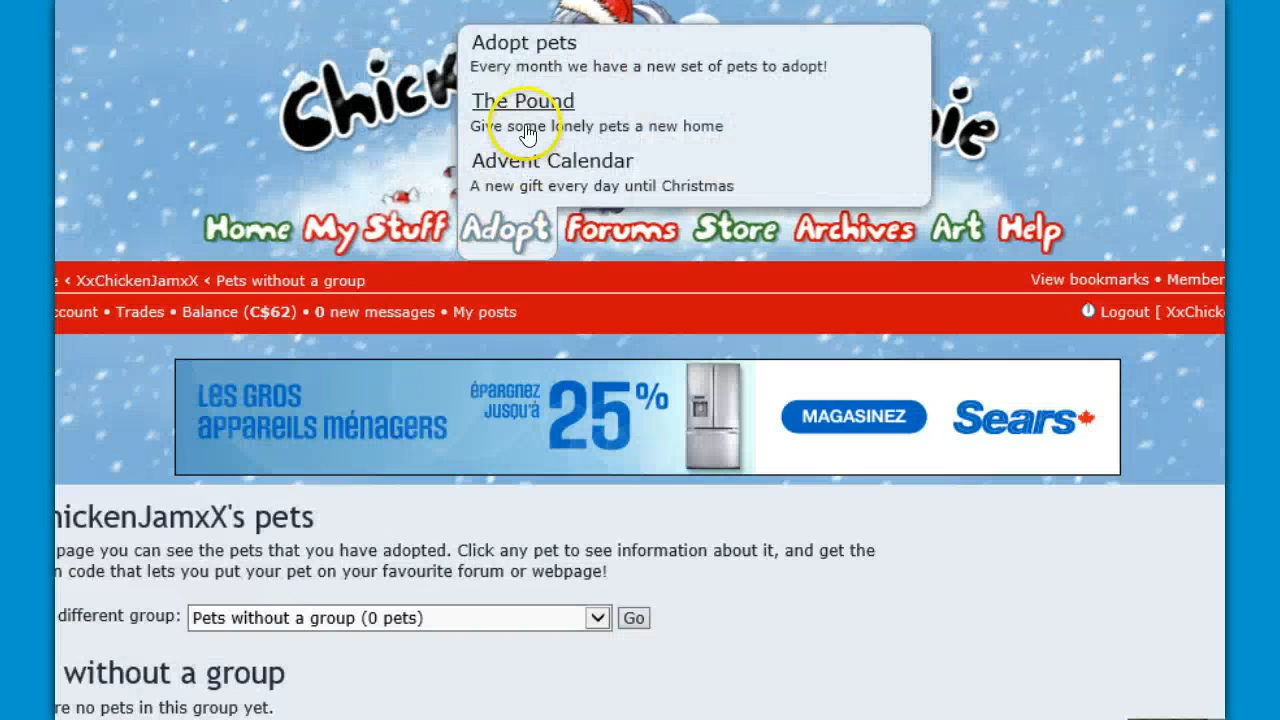 Adopt pets
Every month we have a new set of pets to adopt!
The Pound
Give some lonely pets a new home
Advent Calendar
A new gift every day until Christmas
Chick
ie
Home My Stuff Adopt Forums Store Archives Art Help
e ‹ XxChickenJamxX ‹ Pets without a group
View bookmarks • Member
ccount • Trades • Balance (C$62) • 0 new messages • My posts
Logout [ XxChick
LES GROS
APPAREILS MÉNAGERS
ÉPARGNEZ
JUSQU'À
25%
MAGASINEZ
Sears
hickenJamxX's pets
page you can see the pets that you have adopted. Click any pet to see information about it, and get the
n code that lets you put your pet on your favourite forum or webpage!
different group: Pets without a group (0 pets) Go
without a group
re no pets in this group yet.